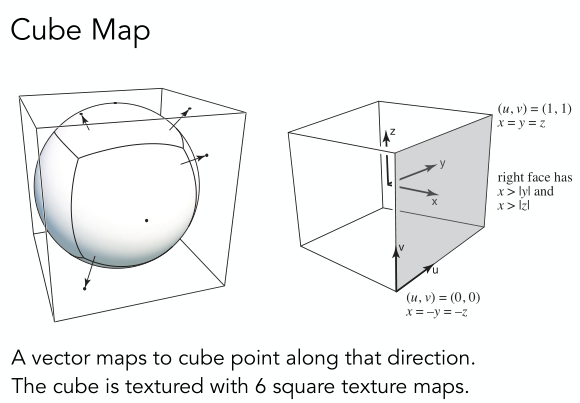 Cube Map
(u, v) = (1, 1)
x = y = z
z
y
x
right face has
x > |y| and
x > |z|
v
u
(u, v) = (0, 0)
x = –y = –z
A vector maps to cube point along that direction.
The cube is textured with 6 square texture maps.